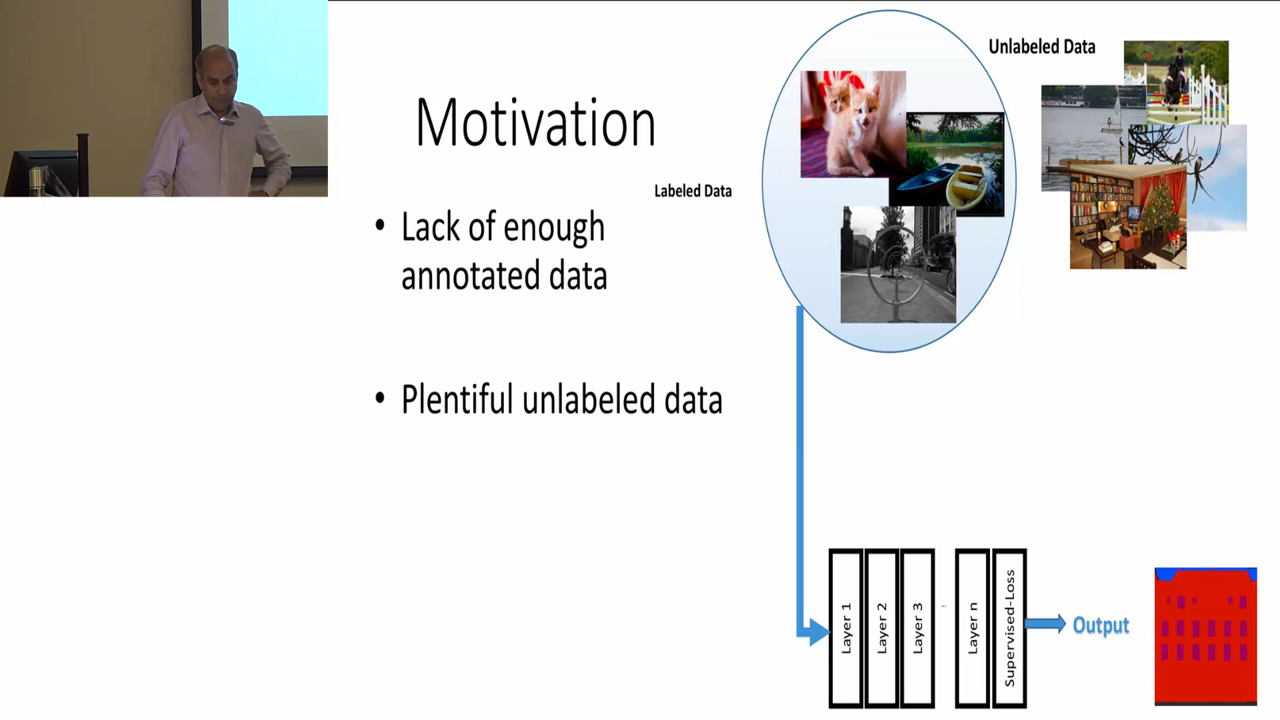 Motivation
Labeled Data
Unlabeled Data
• Lack of enough
annotated data
• Plentiful unlabeled data
Layer 1
Layer 2
Layer 3
...
Layer n
Supervised-Loss
Output